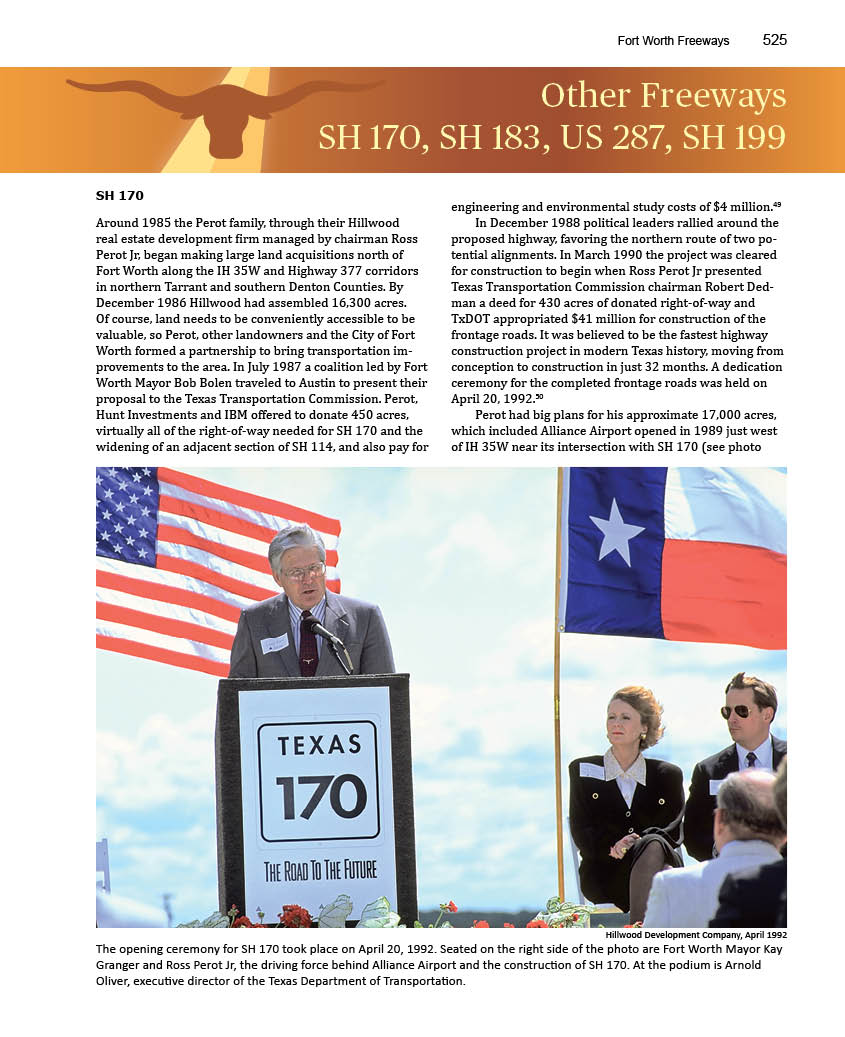 Fort Worth Freeways 525
Other Freeways
SH 170, SH 183, US 287, SH 199
SH 170
Around 1985 the Perot family, through their Hillwood
real estate development firm managed by chairman Ross
Perot Jr, began making large land acquisitions north of
Fort Worth along the IH 35W and Highway 377 corridors
in northern Tarrant and southern Denton Counties. By
December 1986 Hillwood had assembled 16,300 acres.
Of course, land needs to be conveniently accessible to be
valuable, so Perot, other landowners and the City of Fort
Worth formed a partnership to bring transportation im-
provements to the area. In July 1987 a coalition led by Fort
Worth Mayor Bob Bolen traveled to Austin to present their
proposal to the Texas Transportation Commission. Perot,
Hunt Investments and IBM offered to donate 450 acres,
virtually all of the right-of-way needed for SH 170 and the
widening of an adjacent section of SH 114, and also pay for
engineering and environmental study costs of $4 million.⁴⁹
In December 1988 political leaders rallied around the
proposed highway, favoring the northern route of two po-
tential alignments. In March 1990 the project was cleared
for construction to begin when Ross Perot Jr presented
Texas Transportation Commission chairman Robert Ded-
man a deed for 430 acres of donated right-of-way and
TxDOT appropriated $41 million for construction of the
frontage roads. It was believed to be the fastest highway
construction project in modern Texas history, moving from
conception to construction in just 32 months. A dedication
ceremony for the completed frontage roads was held on
April 20, 1992.⁵⁰
Perot had big plans for his approximate 17,000 acres,
which included Alliance Airport opened in 1989 just west
of IH 35W near its intersection with SH 170 (see photo
TEXAS
170
THE ROAD TO THE FUTURE
Hillwood Development Company, April 1992
The opening ceremony for SH 170 took place on April 20, 1992. Seated on the right side of the photo are Fort Worth Mayor Kay
Granger and Ross Perot Jr, the driving force behind Alliance Airport and the construction of SH 170. At the podium is Arnold
Oliver, executive director of the Texas Department of Transportation.